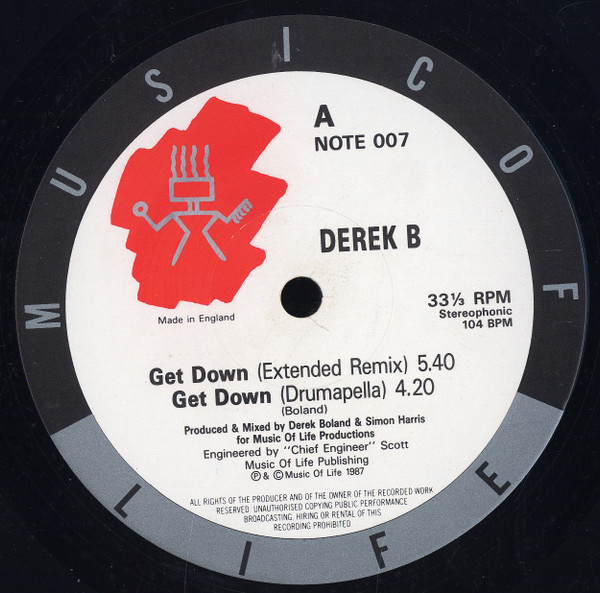 MUSIC OF LIFE
A
NOTE 007
DEREK B
Made in England
33⅓ RPM
Stereophonic
104 BPM
Get Down (Extended Remix) 5.40
Get Down (Drumapella) 4.20
(Boland)
Produced & Mixed by Derek Boland & Simon Harris
for Music Of Life Productions
Engineered by "Chief Engineer" Scott
Music Of Life Publishing
℗ & © Music Of Life 1987
ALL RIGHTS OF THE PRODUCER AND OF THE OWNER OF THE RECORDED WORK
RESERVED. UNAUTHORISED COPYING PUBLIC PERFORMANCE
BROADCASTING. HIRING OR RENTAL OF THIS
RECORDING PROHIBITED